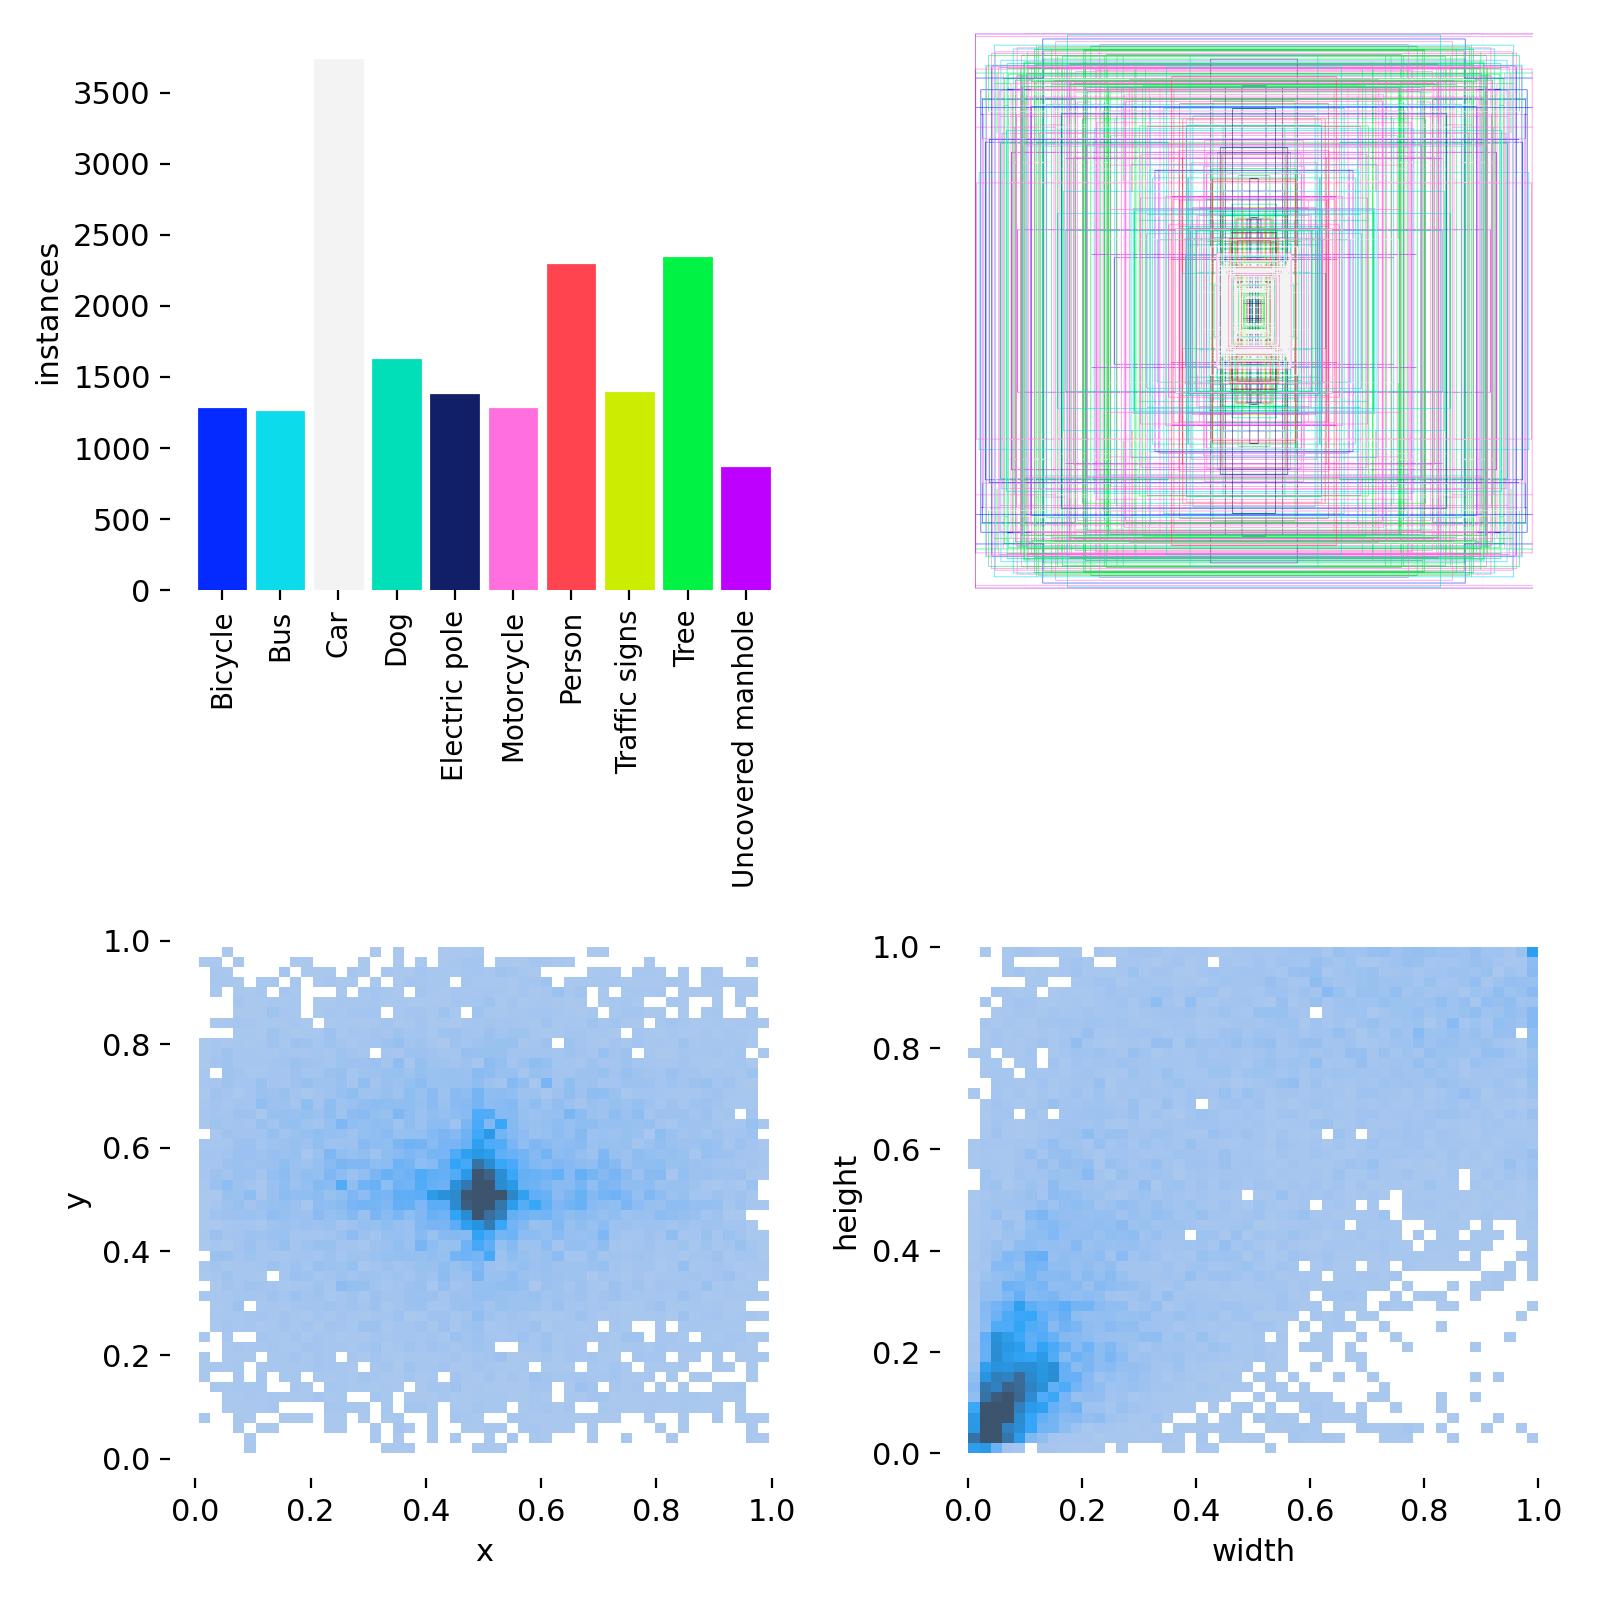 3500
3000
2500
2000
1500
1000
500
0
instances
Bicycle
Bus
Car
Dog
Electric pole
Motorcycle
Person
Traffic signs
Tree
Uncovered manhole
1.0
0.8
0.6
0.4
0.2
0.0
y
0.0 0.2 0.4 0.6 0.8 1.0
x
1.0
0.8
0.6
0.4
0.2
0.0
height
0.0 0.2 0.4 0.6 0.8 1.0
width